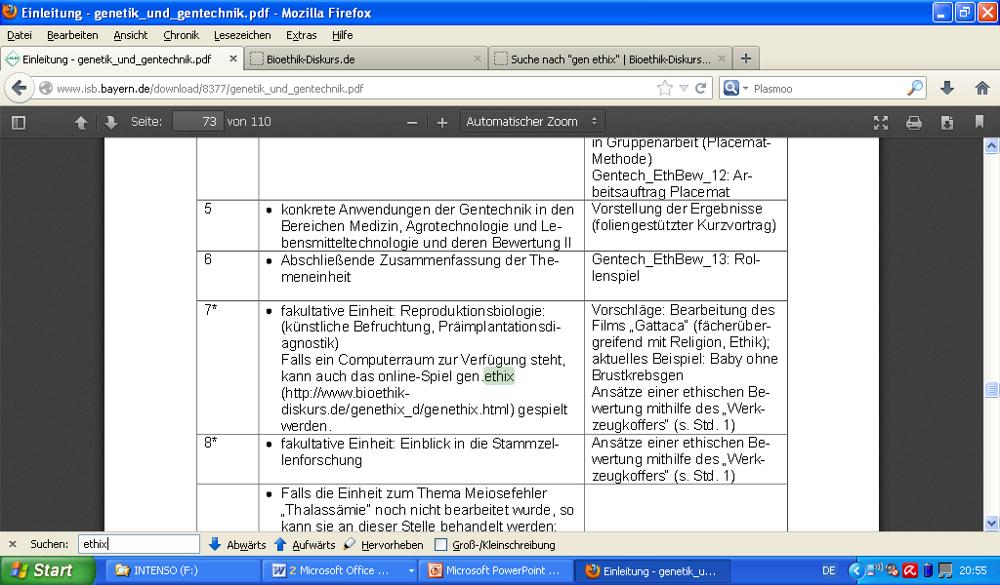 Einleitung - genetik_und_gentechnik.pdf - Mozilla Firefox
Datei Bearbeiten Ansicht Chronik Lesezeichen Extras Hilfe
Einleitung - genetik_und_gentechnik.pdf × Bioethik-Diskurs.de × Suche nach "gen ethix" | Bioethik-Diskurs... × +
www.isb.bayern.de/download/8377/genetik_und_gentechnik.pdf Plasmoo
Seite: 73 von 110 Automatischer Zoom
in Gruppenarbeit (Placemat-
Methode)
Gentech_EthBew_12: Ar-
beitsauftrag Placemat
5
• konkrete Anwendungen der Gentechnik in den
Bereichen Medizin, Agrotechnologie und Le-
bensmitteltechnologie und deren Bewertung II
Vorstellung der Ergebnisse
(foliengestützter Kurzvortrag)
6
• Abschließende Zusammenfassung der The-
meneinheit
Gentech_EthBew_13: Rol-
lenspiel
7*
• fakultative Einheit: Reproduktionsbiologie:
(künstliche Befruchtung, Präimplantationsdi-
agnostik)
Falls ein Computerraum zur Verfügung steht,
kann auch das online-Spiel gen.ethix
(http://www.bioethik-
diskurs.de/genethix_d/genethix.html) gespielt
werden.
Vorschläge: Bearbeitung des
Films „Gattaca“ (fächerüber-
greifend mit Religion, Ethik);
aktuelles Beispiel: Baby ohne
Brustkrebsgen
Ansätze einer ethischen Be-
wertung mithilfe des „Werk-
zeugkoffers“ (s. Std. 1)
8*
• fakultative Einheit: Einblick in die Stammzel-
lenforschung
Ansätze einer ethischen Be-
wertung mithilfe des „Werk-
zeugkoffers“ (s. Std. 1)
• Falls die Einheit zum Thema Meiosefehler
„Thalassämie“ noch nicht bearbeitet wurde, so
kann sie an dieser Stelle behandelt werden:
× Suchen: ethix Abwärts Aufwärts Hervorheben Groß-/Kleinschreibung
Start INTENSO (F:) 2 Microsoft Office ... Microsoft PowerPoint ... Einleitung - genetik_u... DE 20:55